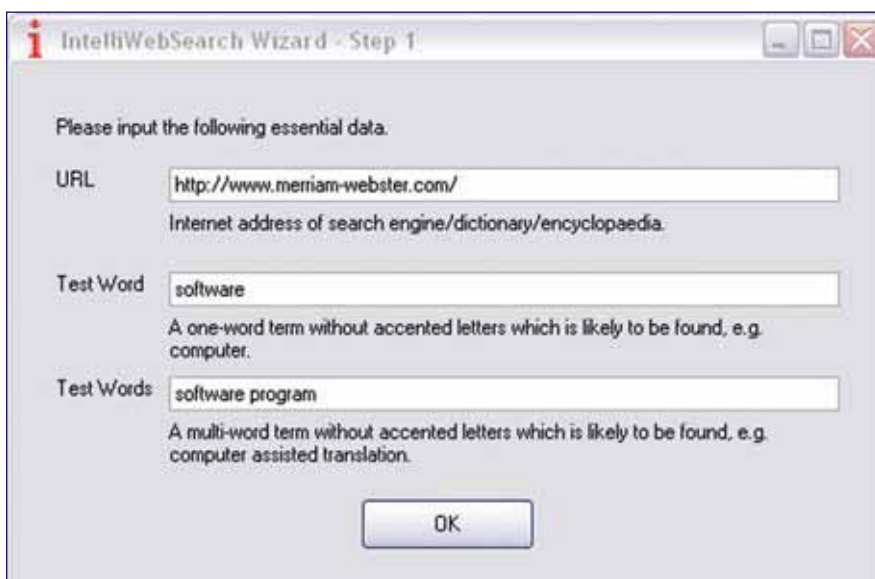 IntelliWebSearch Wizard - Step 1
Please input the following essential data.
URL
http://www.merriam-webster.com/
Internet address of search engine/dictionary/encyclopaedia.
Test Word
software
A one-word term without accented letters which is likely to be found, e.g.
computer.
Test Words
software program
A multi-word term without accented letters which is likely to be found, e.g.
computer assisted translation.
OK